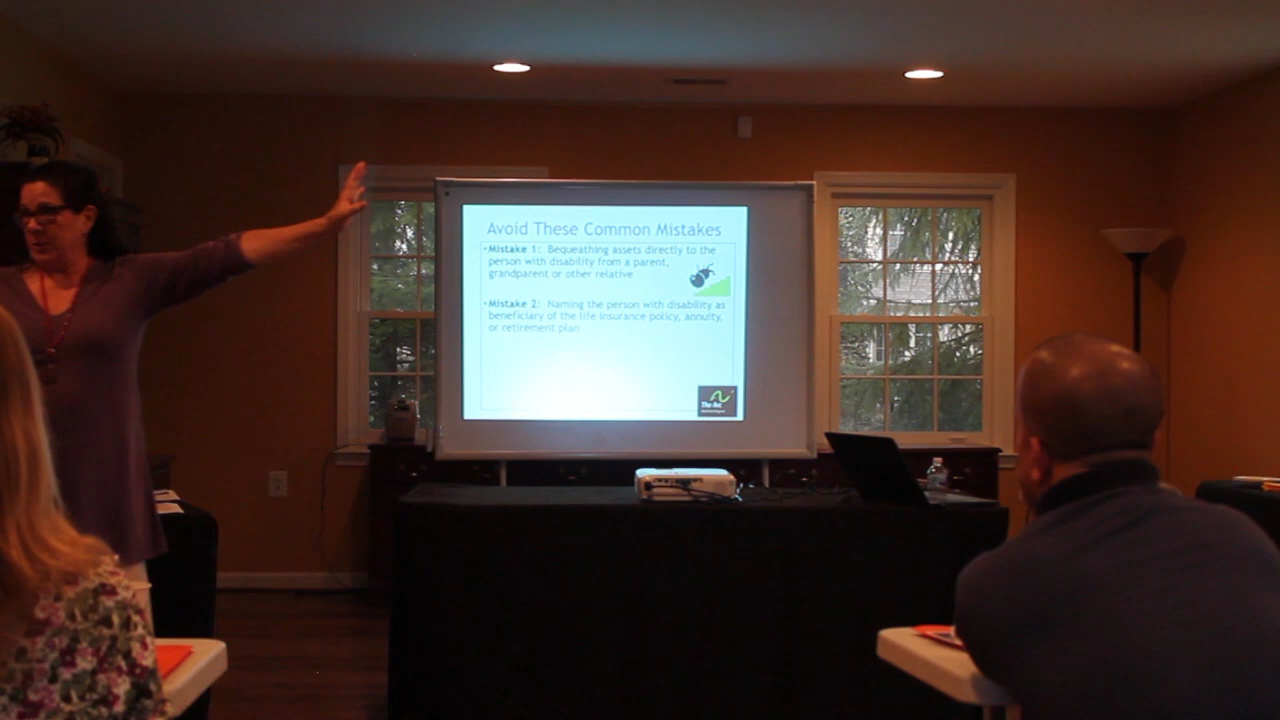 Avoid These Common Mistakes
•Mistake 1: Bequeathing assets directly to the
person with disability from a parent,
grandparent or other relative
•Mistake 2: Naming the person with disability as
beneficiary of the life insurance policy, annuity,
or retirement plan
The Arc